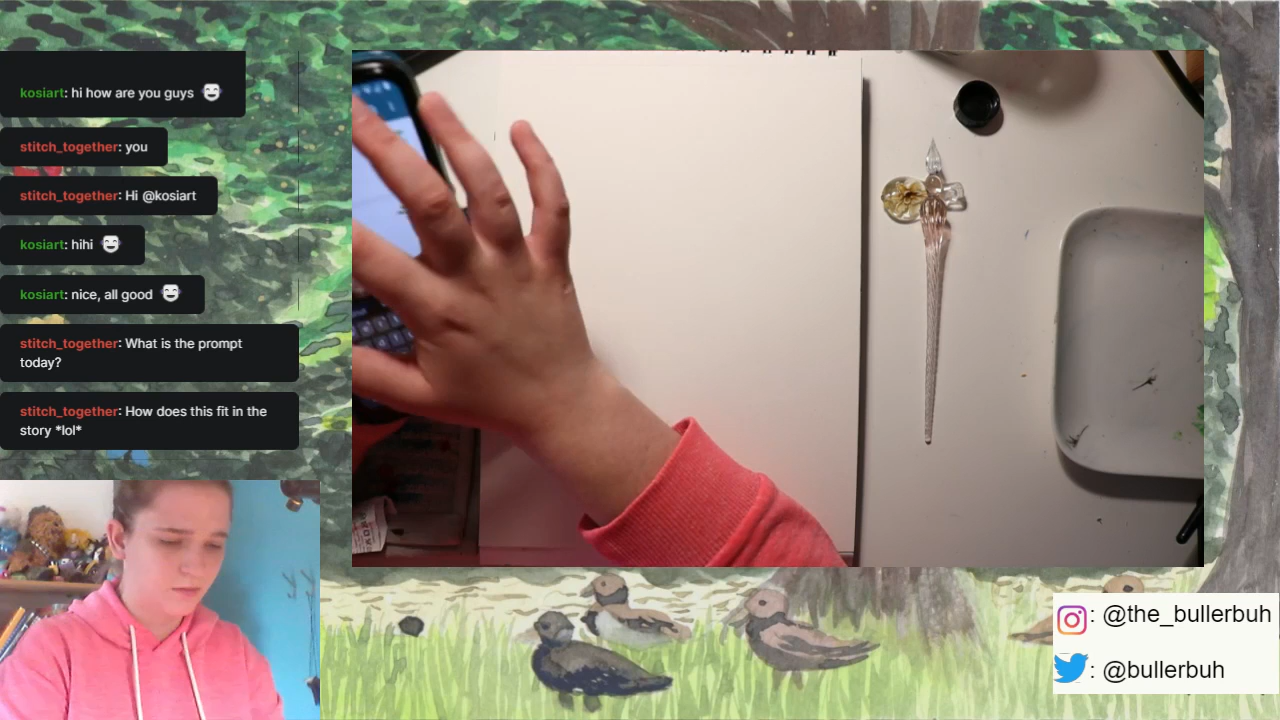 kosiart: hi how are you guys
stitch_together: you
stitch_together: Hi @kosiart
kosiart: hihi
kosiart: nice, all good
stitch_together: What is the prompt
today?
stitch_together: How does this fit in the
story *lol*
: @the_bullerbuh
: @bullerbuh